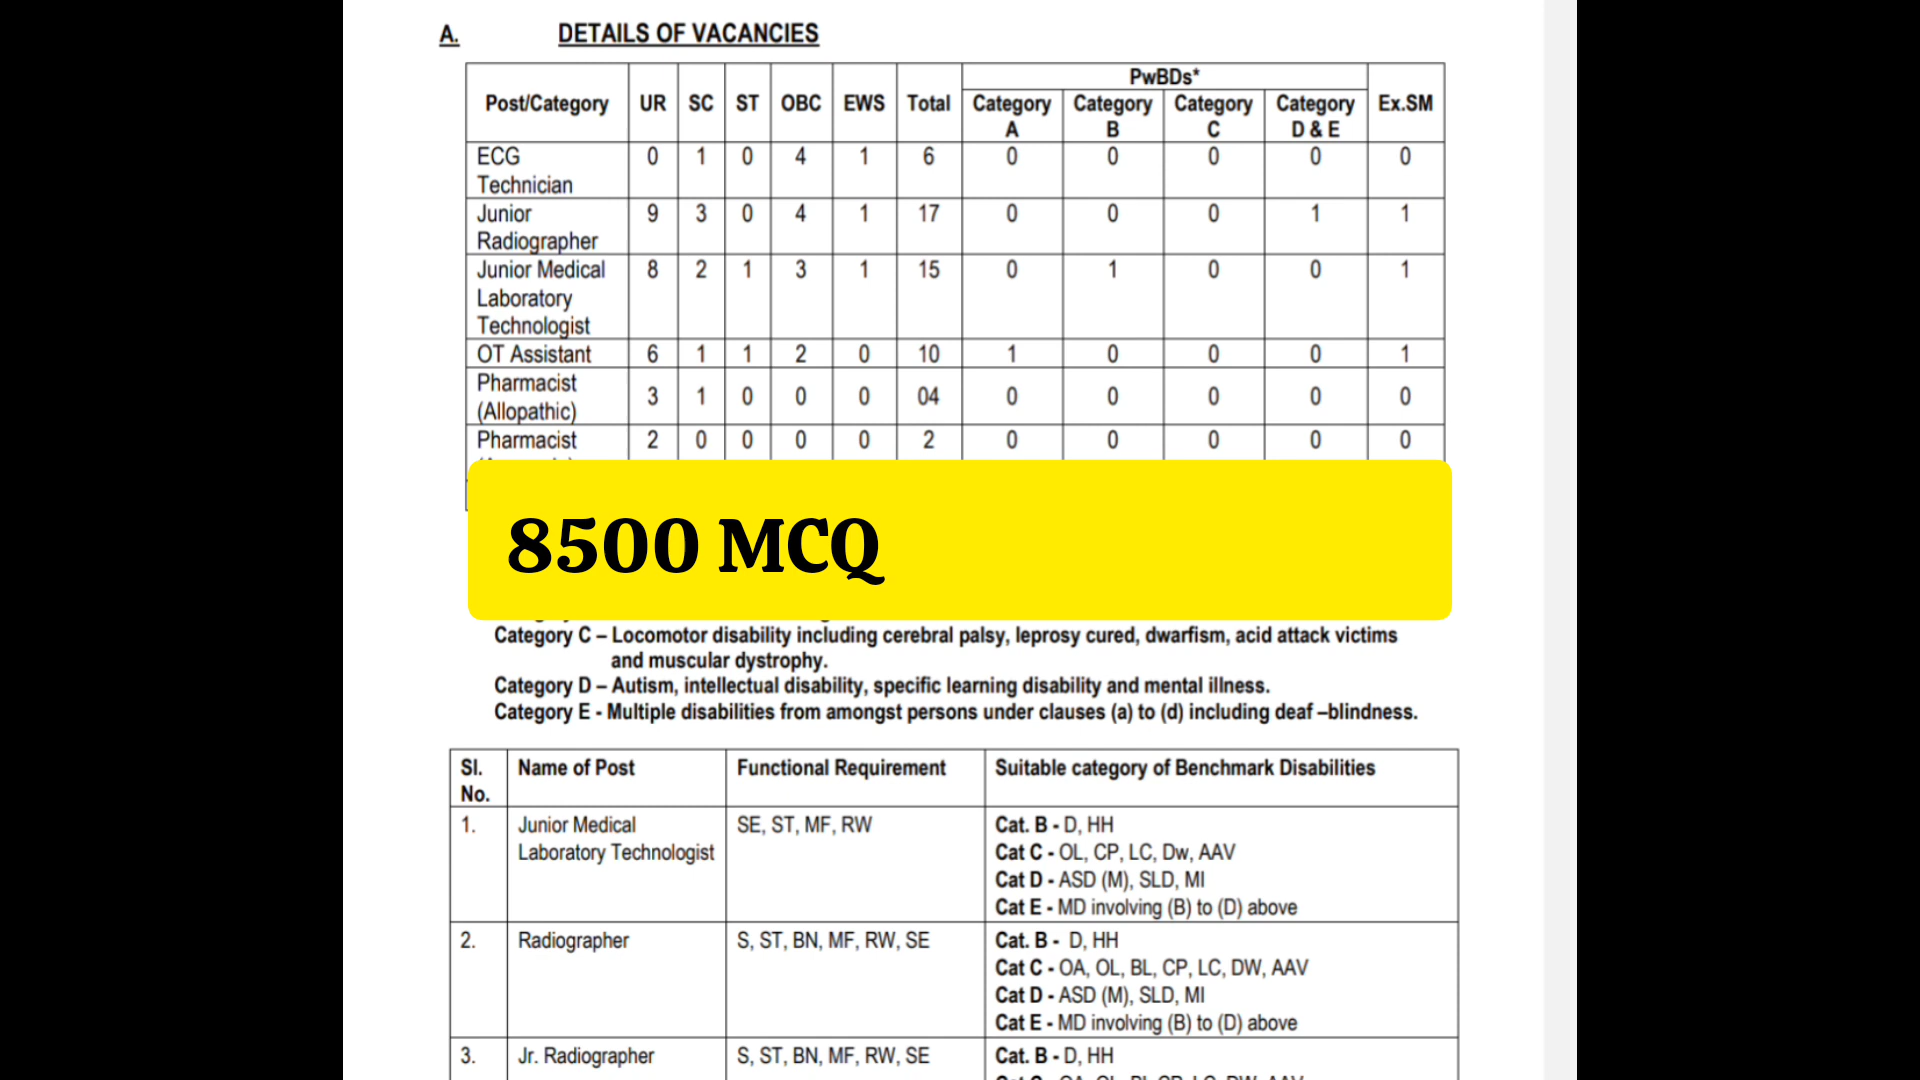 A. DETAILS OF VACANCIES
Post/Category UR SC ST OBC EWS Total PwBDs* Ex.SM
Category A Category B Category C Category D & E
ECG Technician 0 1 0 4 1 6 0 0 0 0 0
Junior Radiographer 9 3 0 4 1 17 0 0 0 1 1
Junior Medical Laboratory Technologist 8 2 1 3 1 15 0 1 0 0 1
OT Assistant 6 1 1 2 0 10 1 0 0 0 1
Pharmacist (Allopathic) 3 1 0 0 0 04 0 0 0 0 0
Pharmacist 2 0 0 0 0 2 0 0 0 0 0
8500 MCQ
Category C – Locomotor disability including cerebral palsy, leprosy cured, dwarfism, acid attack victims
and muscular dystrophy.
Category D – Autism, intellectual disability, specific learning disability and mental illness.
Category E - Multiple disabilities from amongst persons under clauses (a) to (d) including deaf –blindness.
Sl. No. Name of Post Functional Requirement Suitable category of Benchmark Disabilities
1. Junior Medical Laboratory Technologist SE, ST, MF, RW Cat. B - D, HH
Cat C - OL, CP, LC, Dw, AAV
Cat D - ASD (M), SLD, MI
Cat E - MD involving (B) to (D) above
2. Radiographer S, ST, BN, MF, RW, SE Cat. B - D, HH
Cat C - OA, OL, BL, CP, LC, DW, AAV
Cat D - ASD (M), SLD, MI
Cat E - MD involving (B) to (D) above
3. Jr. Radiographer S, ST, BN, MF, RW, SE Cat. B - D, HH